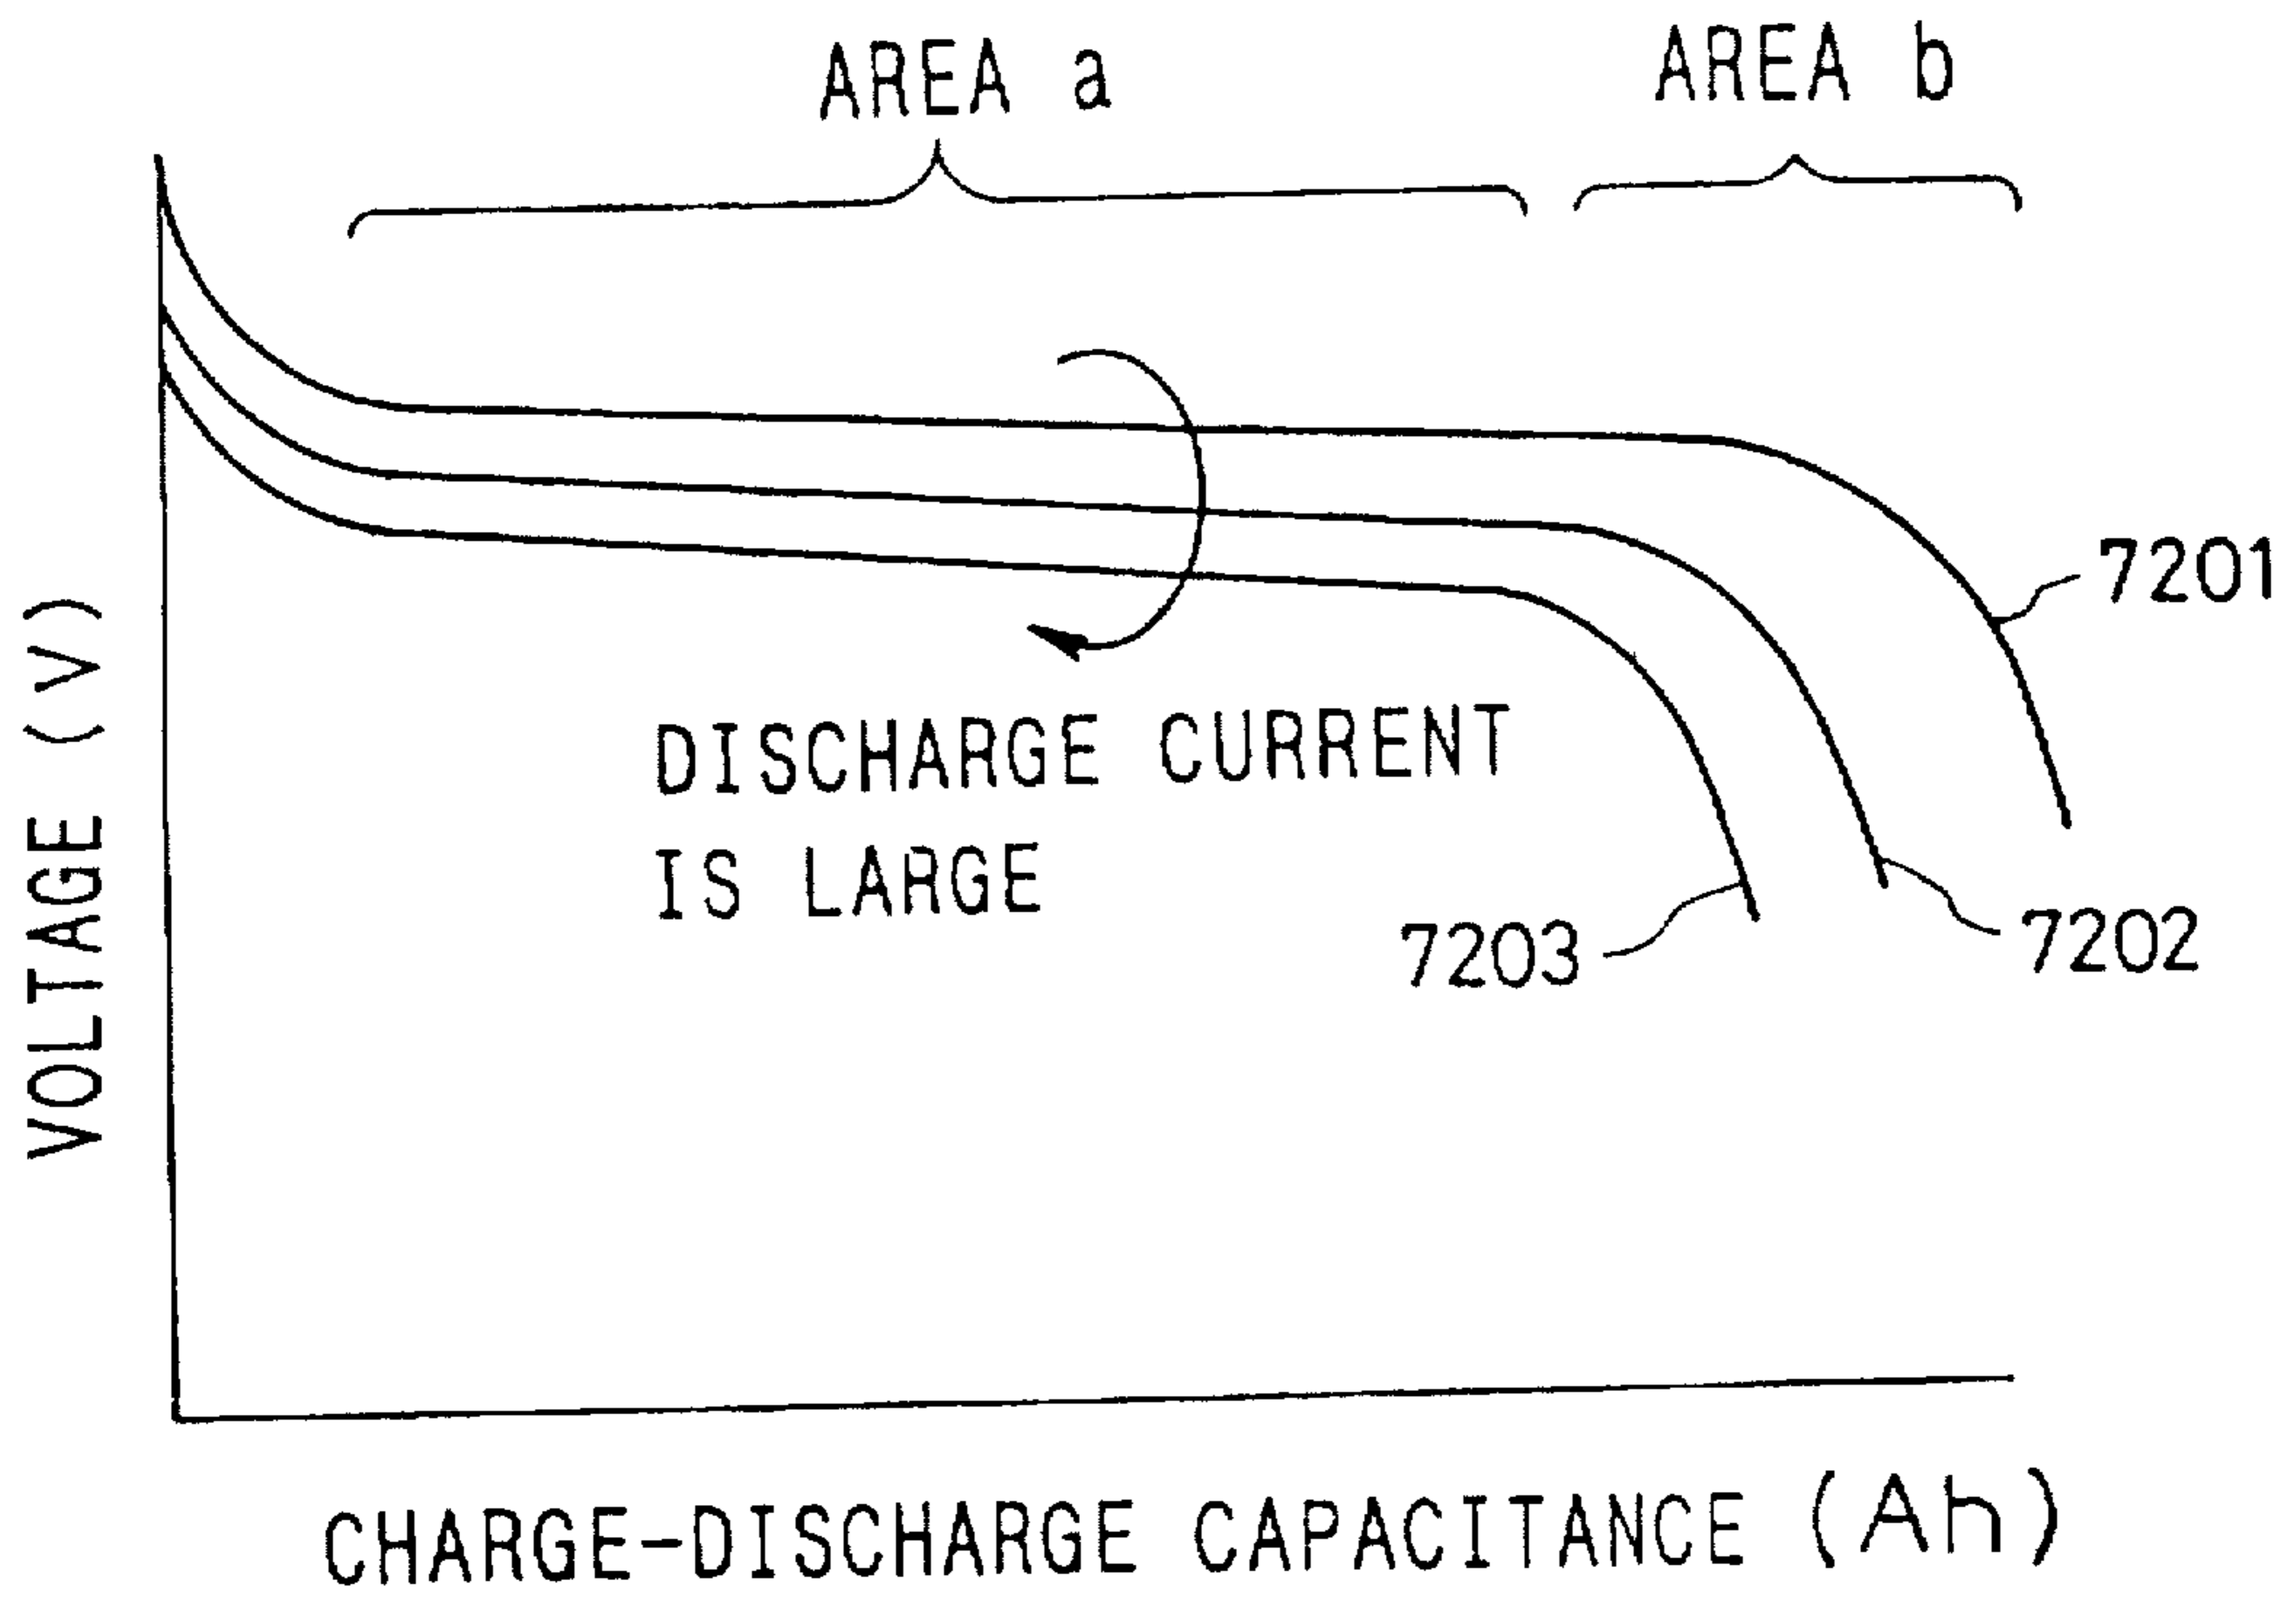 AREA a
AREA b
7201
DISCHARGE CURRENT
IS LARGE
7203
7202
VOLTAGE (V)
CHARGE-DISCHARGE CAPACITANCE (Ah)